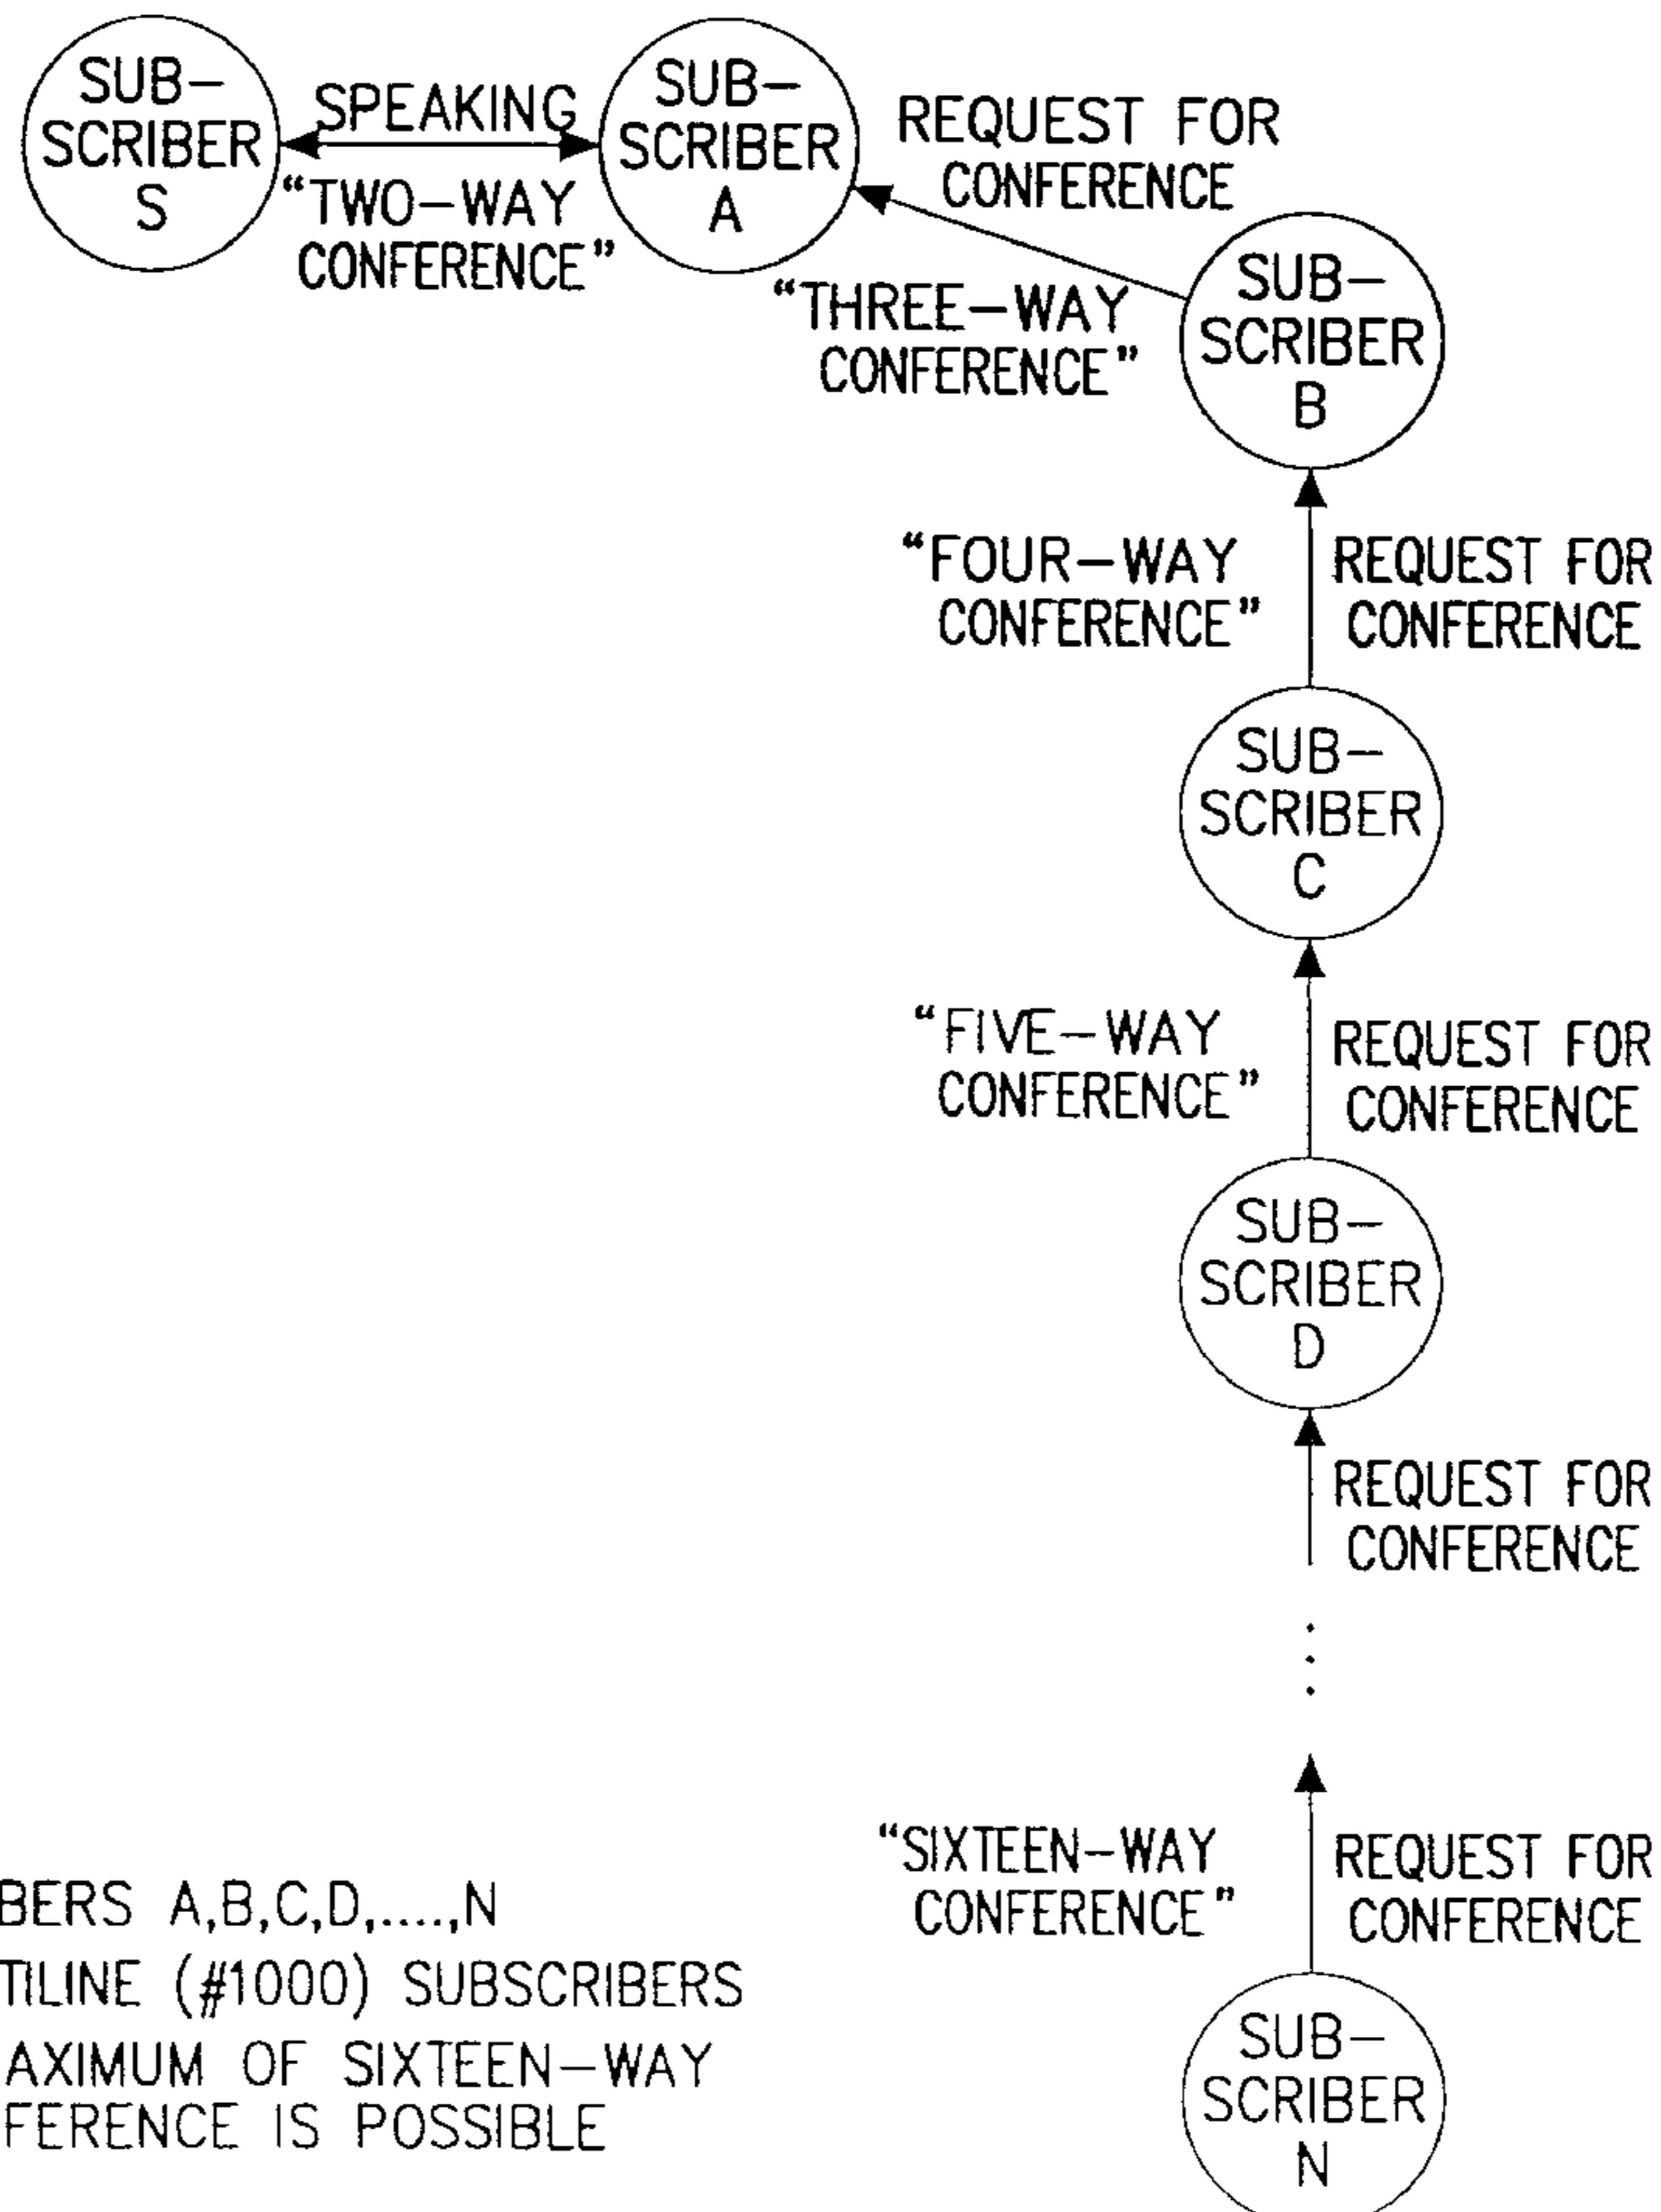 SUB-
SCRIBER
S
SPEAKING
"TWO-WAY
CONFERENCE"
SUB-
SCRIBER
A
REQUEST FOR
CONFERENCE
"THREE-WAY
CONFERENCE"
SUB-
SCRIBER
B
"FOUR-WAY
CONFERENCE"
REQUEST FOR
CONFERENCE
SUB-
SCRIBER
C
"FIVE-WAY
CONFERENCE"
REQUEST FOR
CONFERENCE
SUB-
SCRIBER
D
REQUEST FOR
CONFERENCE
"SIXTEEN-WAY
CONFERENCE"
REQUEST FOR
CONFERENCE
SUB-
SCRIBER
N
BERS A,B,C,D,....,N
TILINE (#1000) SUBSCRIBERS
AXIMUM OF SIXTEEN-WAY
FERENCE IS POSSIBLE